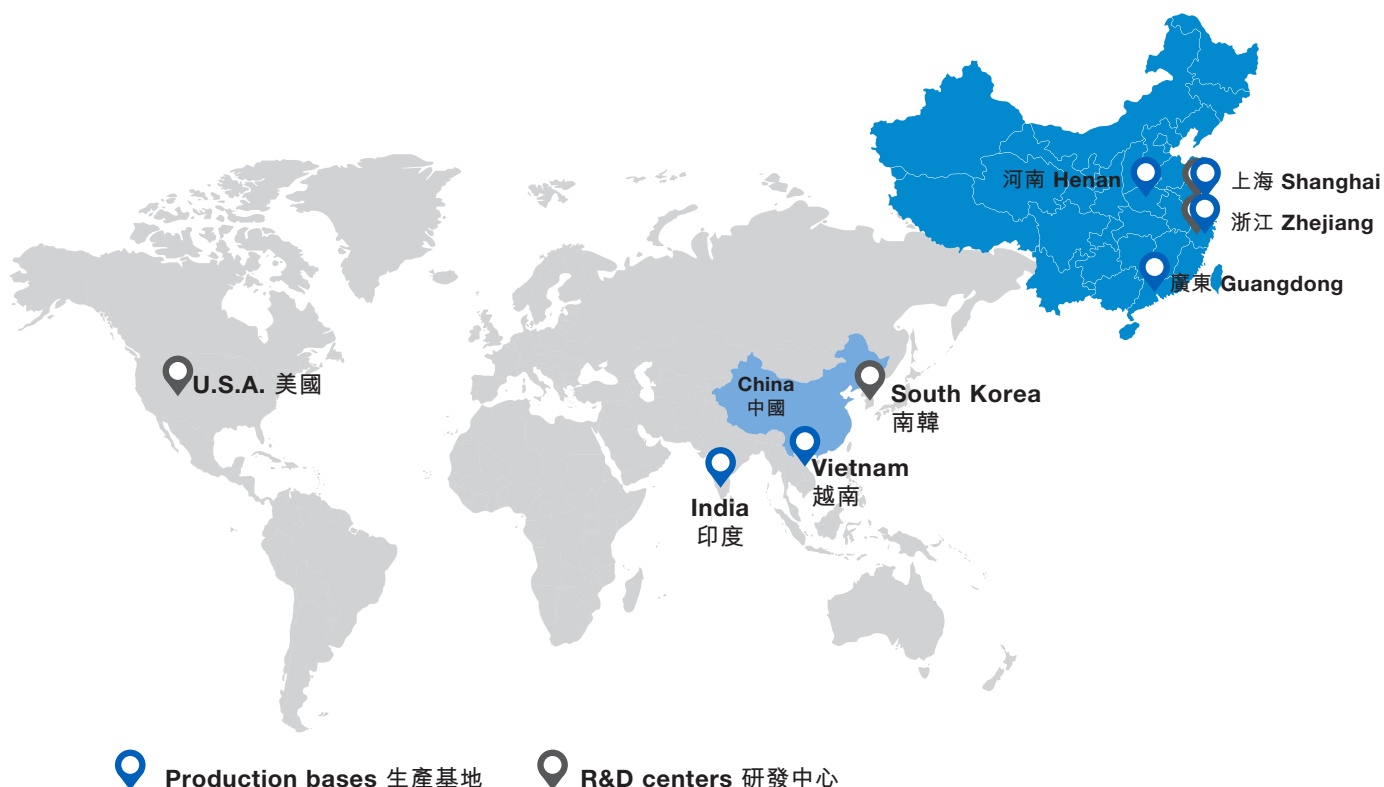 河南 Henan
上海 Shanghai
浙江 Zhejiang
廣東 Guangdong
U.S.A. 美國
China
中國
South Korea
南韓
Vietnam
越南
India
印度
Production bases 生產基地
R&D centers 研發中心